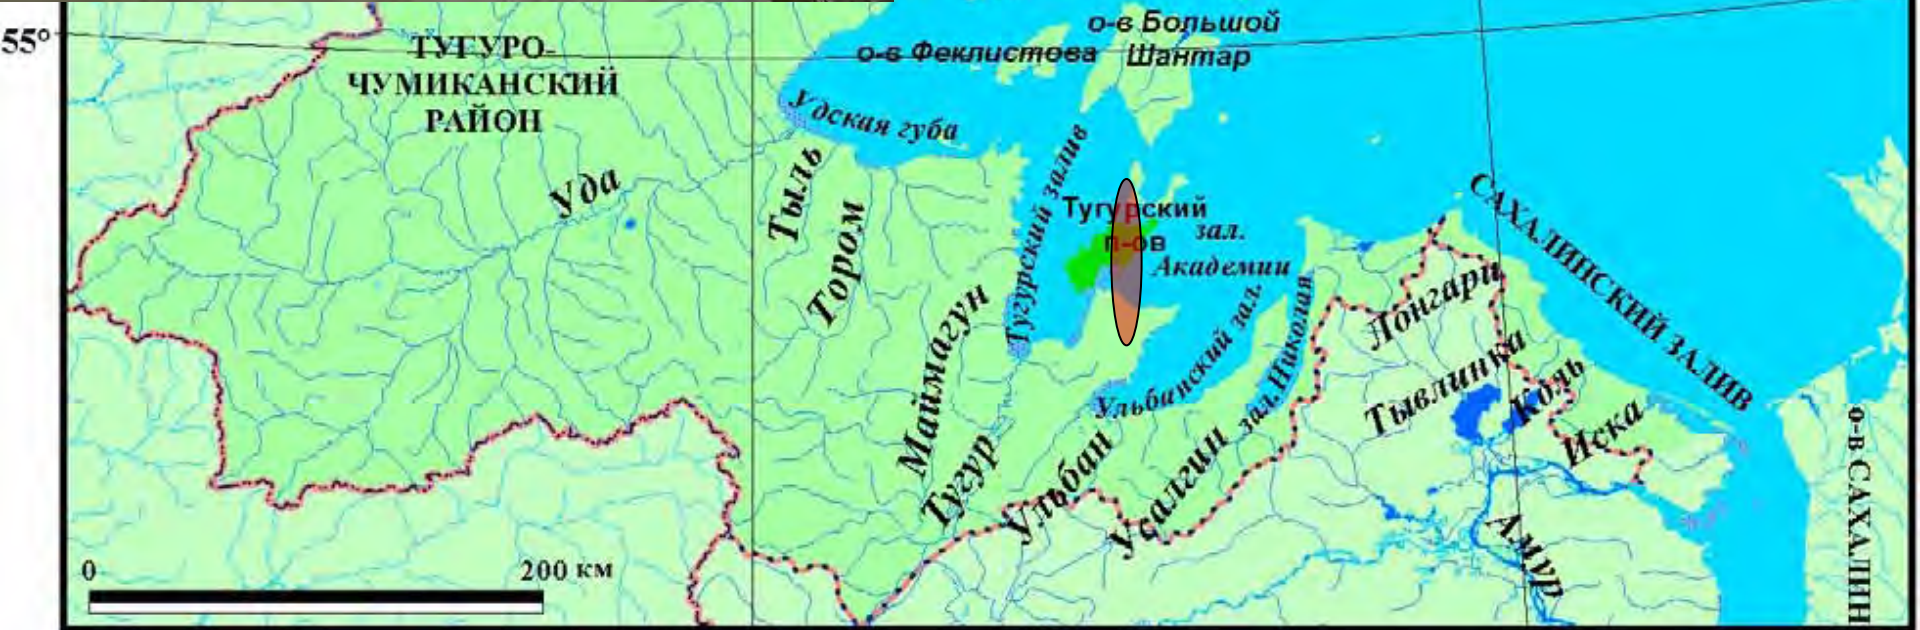 55°
ТУГУРО-
ЧУМИКАНСКИЙ
РАЙОН
о-в Большой
Шантар
о-в Феклистова
Удская губа
Уда
Тыль
Тором
Тугурский залив
Тугурский
п-ов
зал.
Академии
Маймагун
Тугур
Ульбанский зал.
зал. Николая
Ульбан
Усалгин
САХАЛИНСКИЙ ЗАЛИВ
Лонгари
Тывлинка
Коль
Иска
Амур
о-в САХАЛИН
0
200 км